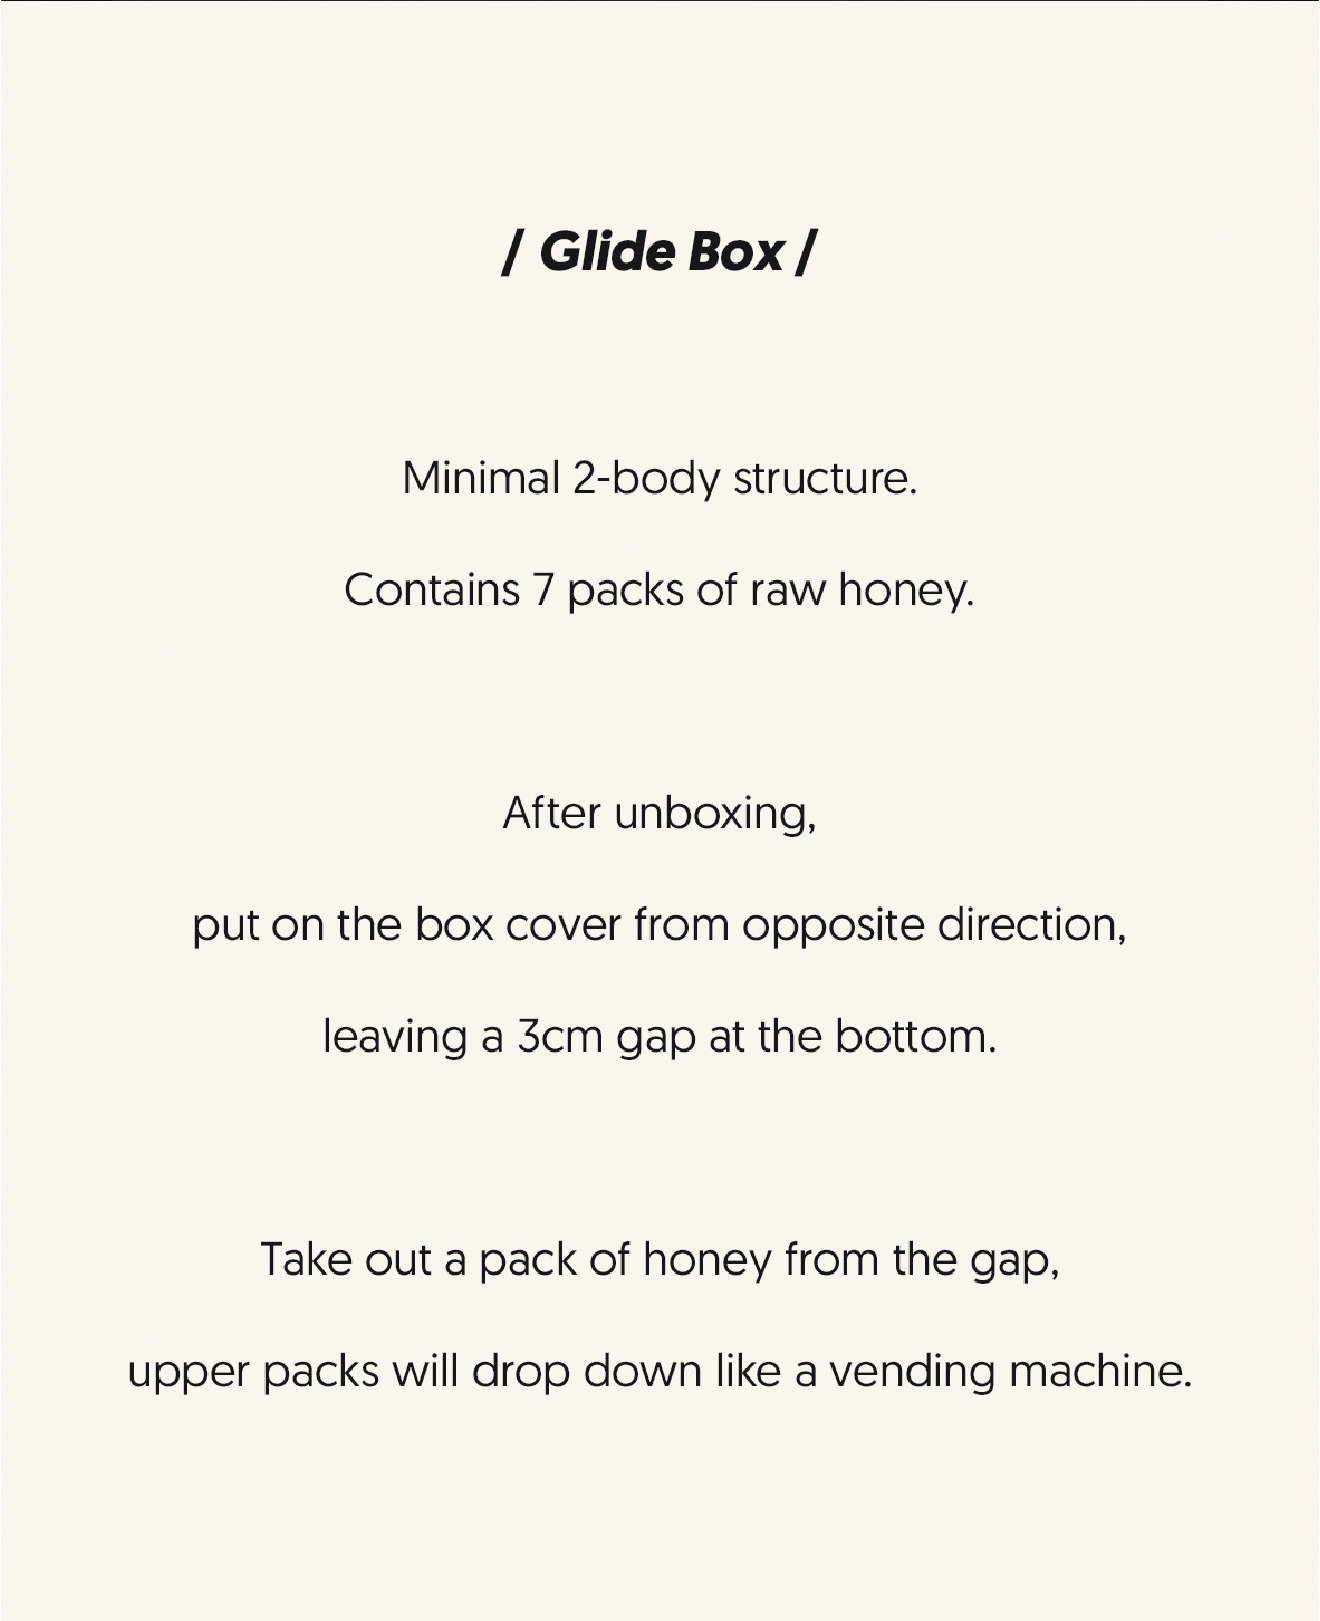 / Glide Box /
Minimal 2-body structure.
Contains 7 packs of raw honey.
After unboxing,
put on the box cover from opposite direction,
leaving a 3cm gap at the bottom.
Take out a pack of honey from the gap,
upper packs will drop down like a vending machine.